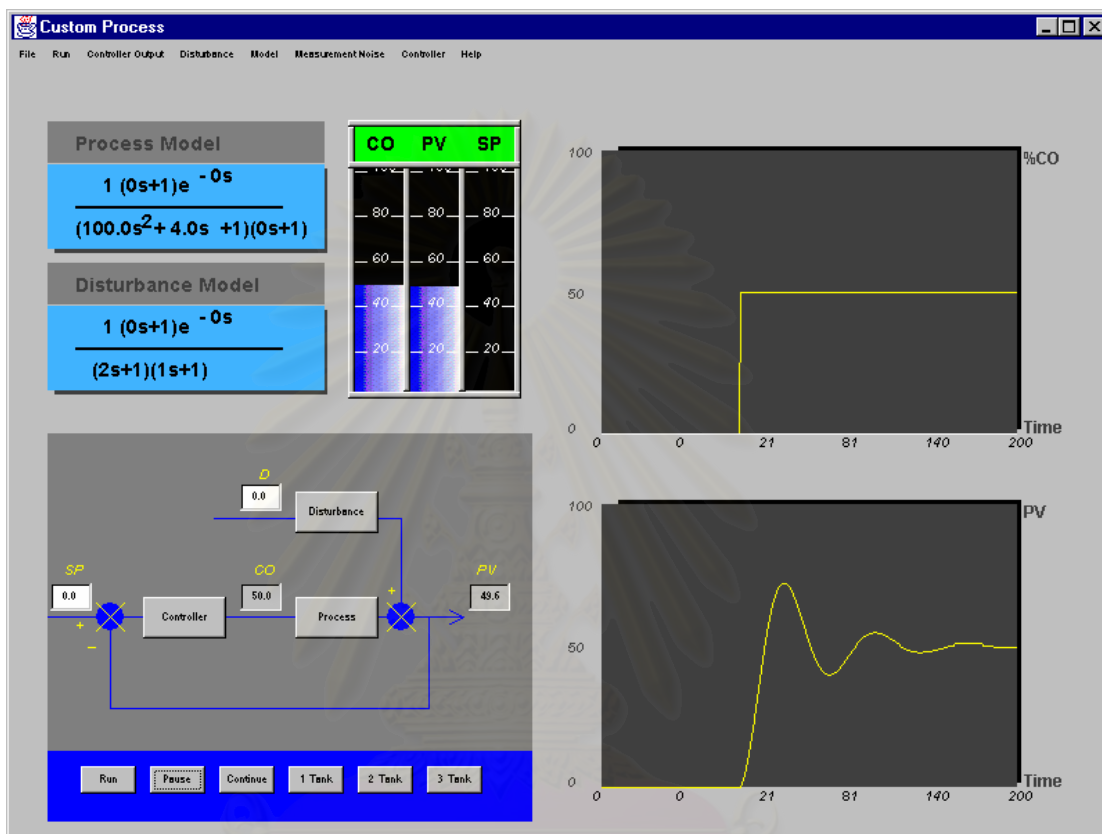 Custom Process
File Run Controller Output Disturbance Model Measurement Noise Controller Help
Process Model
1 (0s+1)e - 0s
(100.0s2+ 4.0s +1)(0s+1)
Disturbance Model
1 (0s+1)e - 0s
(2s+1)(1s+1)
CO PV SP
100 100 100
80 80 80
60 60 60
40 40 40
20 20 20
100
%CO
50
0
Time
0 0 21 81 140 200
100
PV
50
0
Time
0 0 21 81 140 200
D
0.0
Disturbance
SP
CO
PV
+
0.0
50.0
49.6
Controller
Process
+
−
Run Pause Continue 1 Tank 2 Tank 3 Tank